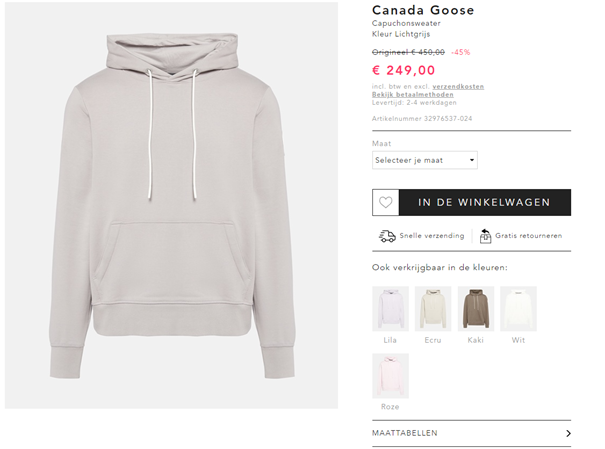 Canada Goose
Capuchonsweater
Kleur Lichtgrijs
Origineel € 450,00 -45%
€ 249,00
incl. btw en excl. verzendkosten
Bekijk betaalmethoden
Levertijd: 2-4 werkdagen
Artikelnummer 32976537-024
Maat
Selecteer je maat
IN DE WINKELWAGEN
Snelle verzending
Gratis retourneren
Ook verkrijgbaar in de kleuren:
Lila
Ecru
Kaki
Wit
Roze
MAATTABELLEN